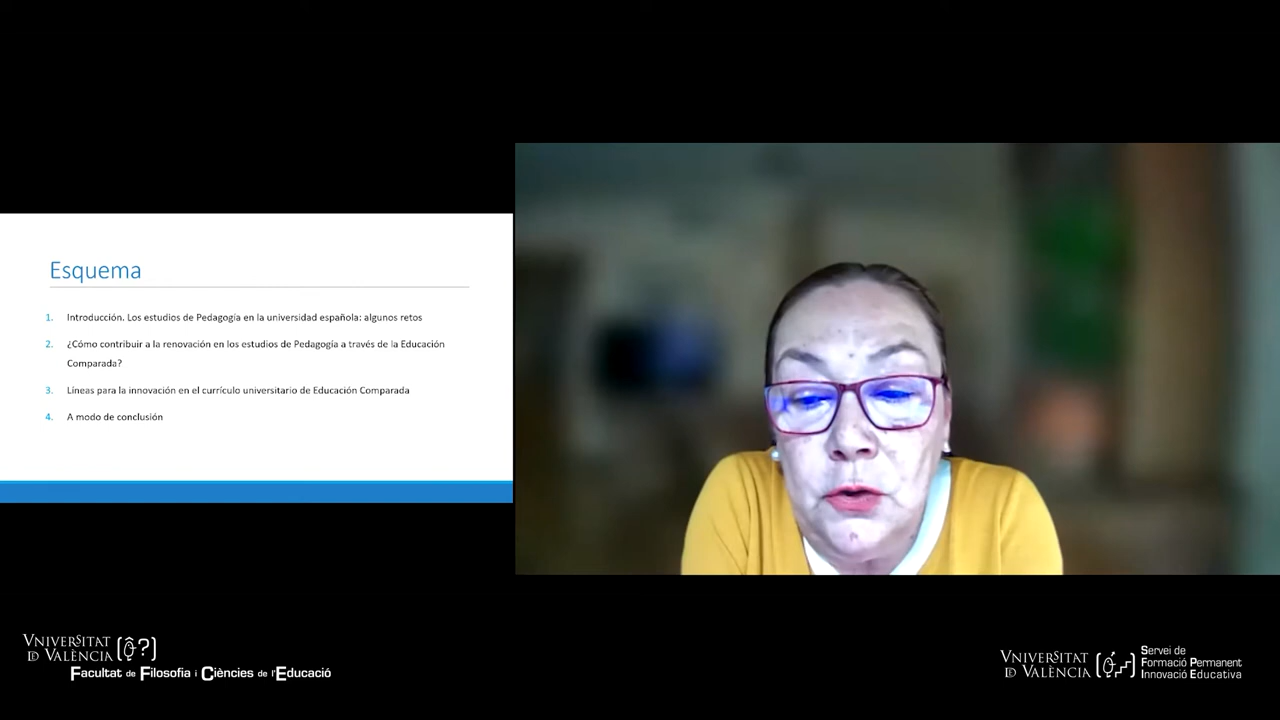 Esquema
1. Introducción. Los estudios de Pedagogía en la universidad española: algunos retos
2. ¿Cómo contribuir a la renovación en los estudios de Pedagogía a través de la Educación
Comparada?
3. Líneas para la innovación en el currículo universitario de Educación Comparada
4. A modo de conclusión
VNIVERSITAT
ID VALÈNCIA
Facultat de Filosofia i Ciències de l'Educació
VNIVERSITAT
ID VALÈNCIA
Servei de
Formació Permanent
Innovació Educativa